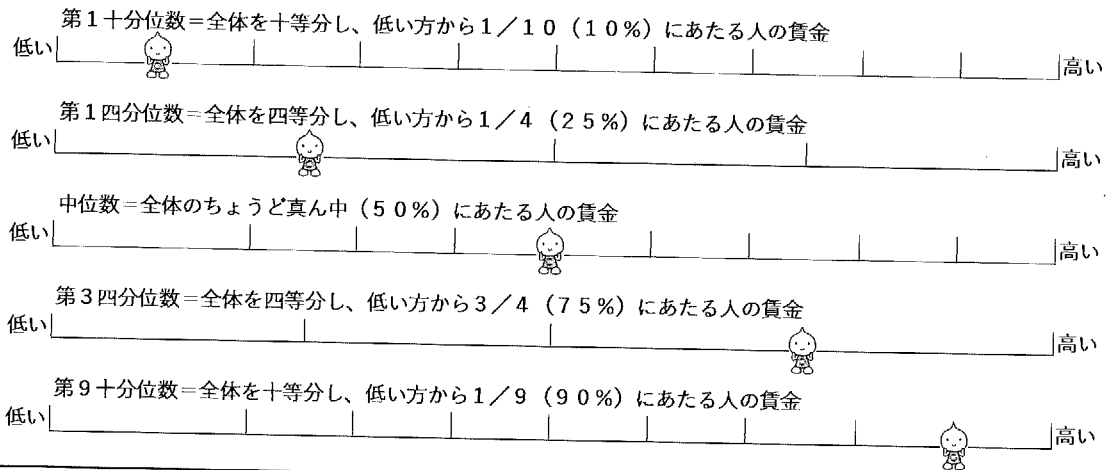 第1十分位数=全体を十等分し、低い方から1/10(10%)にあたる人の賃金
低い 高い
第1四分位数=全体を四等分し、低い方から1/4(25%)にあたる人の賃金
低い 高い
中位数=全体のちょうど真ん中(50%)にあたる人の賃金
低い 高い
第3四分位数=全体を四等分し、低い方から3/4(75%)にあたる人の賃金
低い 高い
第9十分位数=全体を十等分し、低い方から1/9(90%)にあたる人の賃金
低い 高い